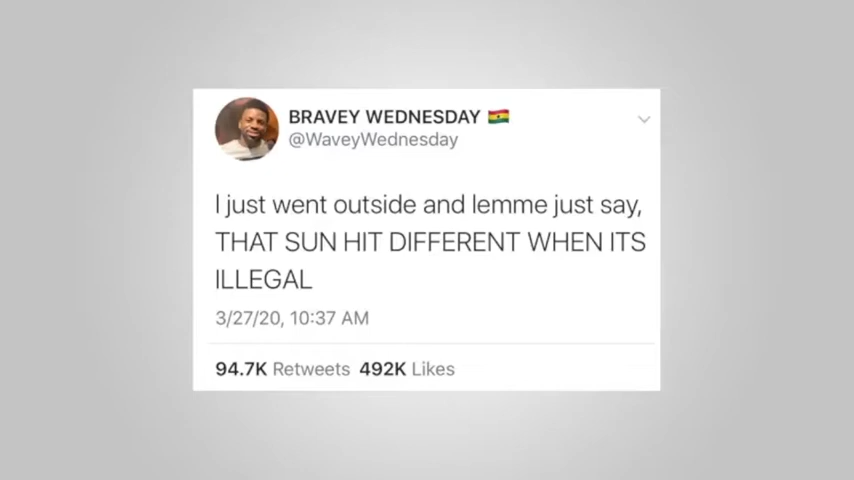 BRAVEY WEDNESDAY 🇬🇭
@WaveyWednesday
I just went outside and lemme just say,
THAT SUN HIT DIFFERENT WHEN ITS
ILLEGAL
3/27/20, 10:37 AM
94.7K Retweets 492K Likes